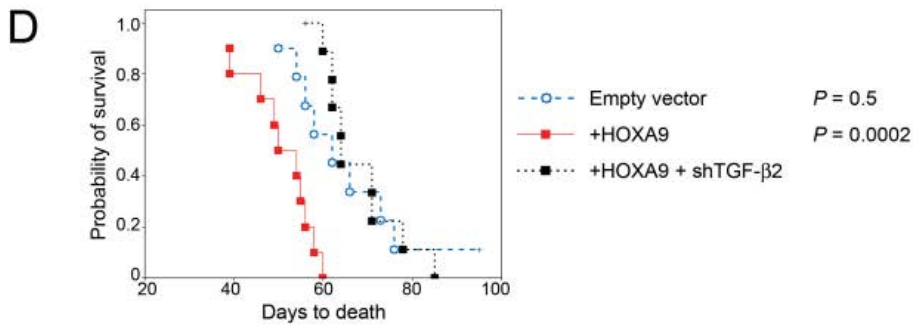 D
Probability of survival
1.0
0.8
0.6
0.4
0.2
0
20 40 60 80 100
Days to death
Empty vector P = 0.5
+HOXA9 P = 0.0002
+HOXA9 + shTGF-β2